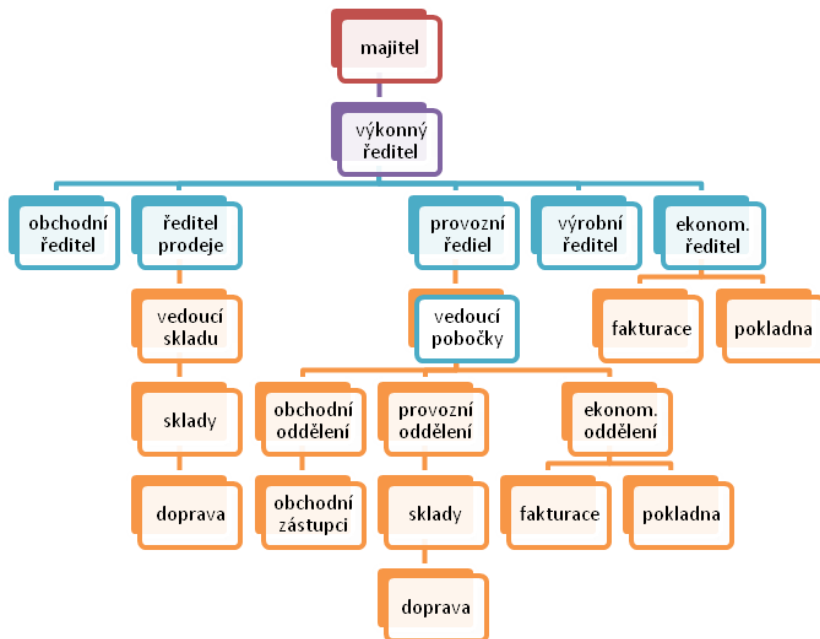 majitel
výkonný
ředitel
obchodní
ředitel
ředitel
prodeje
provozní
řediel
výrobní
ředitel
ekonom.
ředitel
vedoucí
skladu
vedoucí
pobočky
fakturace
pokladna
sklady
obchodní
oddělení
provozní
oddělení
ekonom.
oddělení
doprava
obchodní
zástupci
sklady
fakturace
pokladna
doprava